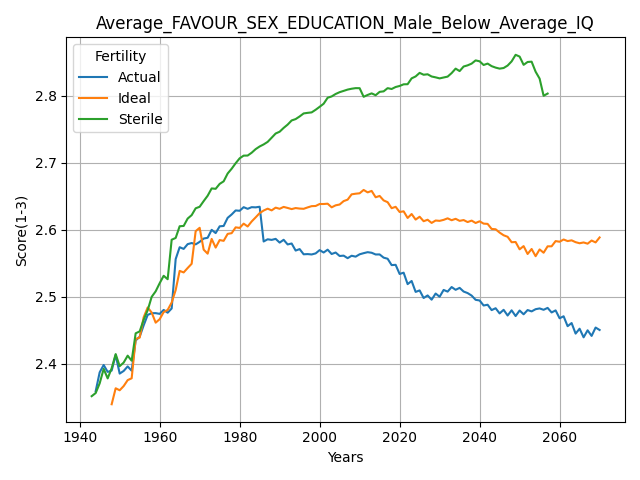 Average_FAVOUR_SEX_EDUCATION_Male_Below_Average_IQ
Fertility
Actual
Ideal
Sterile
Score(1-3)
2.8
2.7
2.6
2.5
2.4
1940 1960 1980 2000 2020 2040 2060
Years